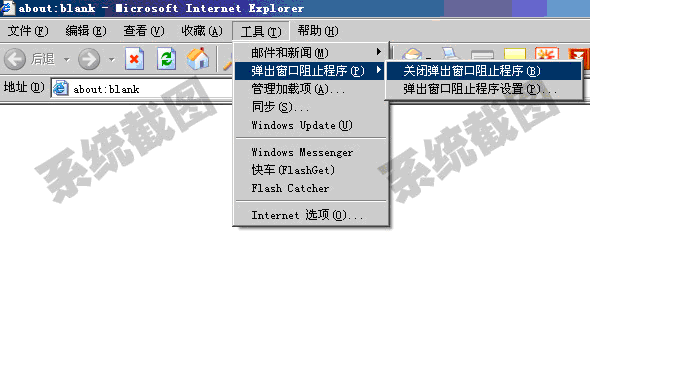 about:blank - Microsoft Internet Explorer
文件(F) 编辑(E) 查看(V) 收藏(A) 工具(T) 帮助(H)
后退
地址(D) about:blank
邮件和新闻(M)
弹出窗口阻止程序(P)
管理加载项(A)...
同步(S)...
Windows Update(U)
Windows Messenger
快车(FlashGet)
Flash Catcher
Internet 选项(O)...
关闭弹出窗口阻止程序(B)
弹出窗口阻止程序设置(P)...
系统截图
系统截图